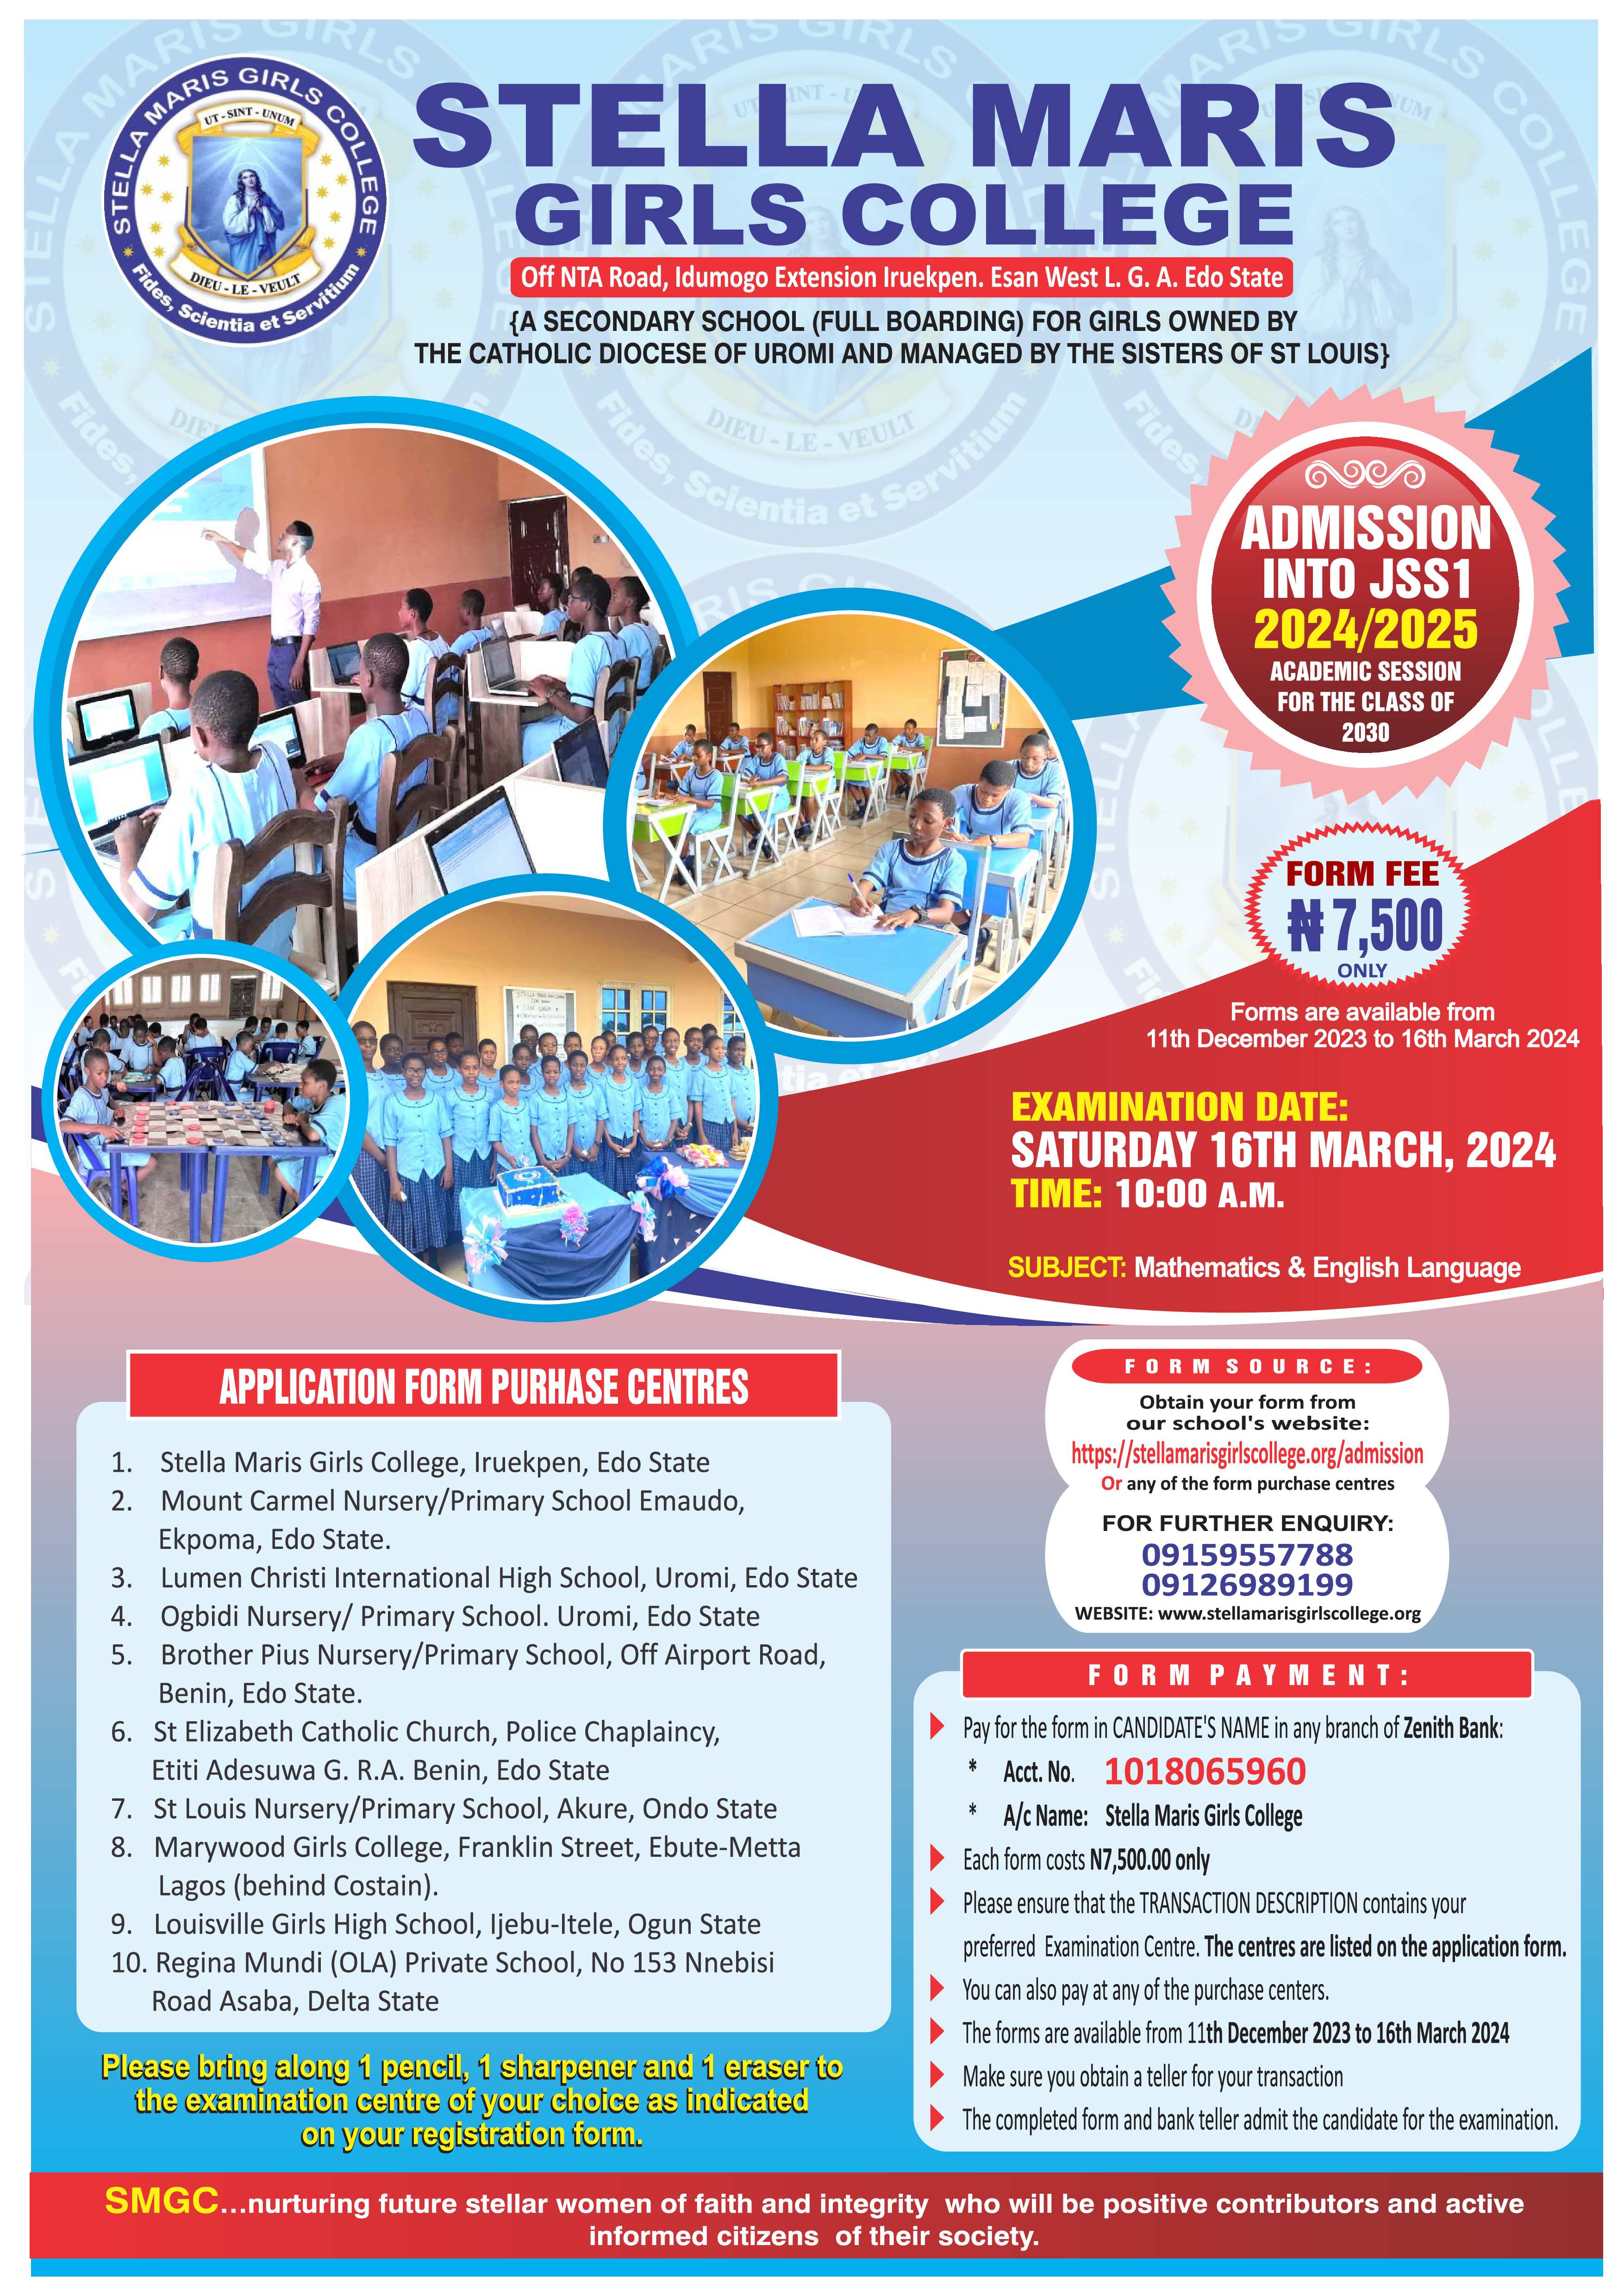 STELLA MARIS GIRLS COLLEGE
UT - SINT - UNUM
DIEU - LE - VEULT
Fides, Scientia et Servitium
STELLA MARIS
GIRLS COLLEGE
Off NTA Road, Idumogo Extension Iruekpen. Esan West L. G. A. Edo State
{A SECONDARY SCHOOL (FULL BOARDING) FOR GIRLS OWNED BY
THE CATHOLIC DIOCESE OF UROMI AND MANAGED BY THE SISTERS OF ST LOUIS}
ADMISSION
INTO JSS1
2024/2025
ACADEMIC SESSION
FOR THE CLASS OF
2030
FORM FEE
₦ 7,500
ONLY
Forms are available from
11th December 2023 to 16th March 2024
EXAMINATION DATE:
SATURDAY 16TH MARCH, 2024
TIME: 10:00 A.M.
SUBJECT: Mathematics & English Language
APPLICATION FORM PURHASE CENTRES
1. Stella Maris Girls College, Iruekpen, Edo State
2. Mount Carmel Nursery/Primary School Emaudo,
Ekpoma, Edo State.
3. Lumen Christi International High School, Uromi, Edo State
4. Ogbidi Nursery/ Primary School. Uromi, Edo State
5. Brother Pius Nursery/Primary School, Off Airport Road,
Benin, Edo State.
6. St Elizabeth Catholic Church, Police Chaplaincy,
Etiti Adesuwa G. R.A. Benin, Edo State
7. St Louis Nursery/Primary School, Akure, Ondo State
8. Marywood Girls College, Franklin Street, Ebute-Metta
Lagos (behind Costain).
9. Louisville Girls High School, Ijebu-Itele, Ogun State
10. Regina Mundi (OLA) Private School, No 153 Nnebisi
Road Asaba, Delta State
Please bring along 1 pencil, 1 sharpener and 1 eraser to
the examination centre of your choice as indicated
on your registration form.
FORM SOURCE:
Obtain your form from
our school's website:
https://stellamarisgirlscollege.org/admission
Or any of the form purchase centres
FOR FURTHER ENQUIRY:
09159557788
09126989199
WEBSITE: www.stellamarisgirlscollege.org
FORM PAYMENT:
Pay for the form in CANDIDATE'S NAME in any branch of Zenith Bank:
* Acct. No. 1018065960
* A/c Name: Stella Maris Girls College
Each form costs N7,500.00 only
Please ensure that the TRANSACTION DESCRIPTION contains your
preferred Examination Centre. The centres are listed on the application form.
You can also pay at any of the purchase centers.
The forms are available from 11th December 2023 to 16th March 2024
Make sure you obtain a teller for your transaction
The completed form and bank teller admit the candidate for the examination.
SMGC...nurturing future stellar women of faith and integrity who will be positive contributors and active
informed citizens of their society.